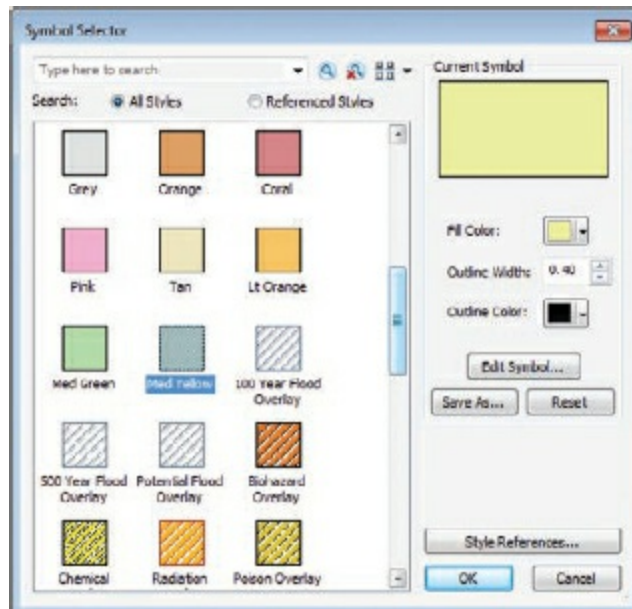 Symbol Selector
Type here to search
Search: All Styles Referenced Styles
Grey Orange Coral
Pink Tan Lt Orange
Med Green Med Yellow 100 Year Flood
Overlay
500 Year Flood Potential Flood Biohazard
Overlay Overlay Overlay
Chemical Radiation Poison Overlay
Current Symbol
Fill Color:
Outline Width: 0.40
Outline Color:
Edit Symbol...
Save As... Reset
Style References...
OK Cancel